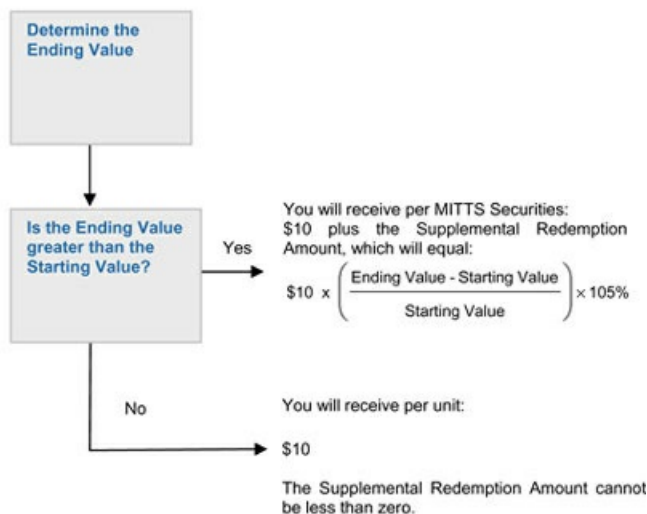 Determine the
Ending Value
Is the Ending Value
greater than the
Starting Value?
Yes
You will receive per MITTS Securities:
$10 plus the Supplemental Redemption
Amount, which will equal:
$10 x ( Ending Value - Starting Value
Starting Value ) × 105%
No
You will receive per unit:
$10
The Supplemental Redemption Amount cannot
be less than zero.